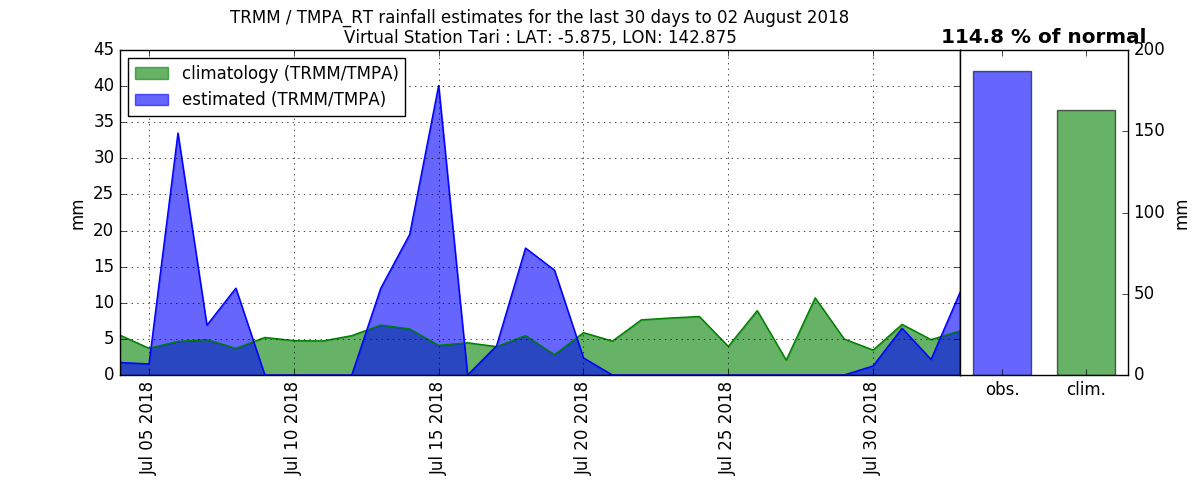 TRMM / TMPA_RT rainfall estimates for the last 30 days to 02 August 2018
Virtual Station Tari : LAT: -5.875, LON: 142.875
114.8 % of normal
climatology (TRMM/TMPA)
estimated (TRMM/TMPA)
mm
45
40
35
30
25
20
15
10
5
0
Jul 05 2018
Jul 10 2018
Jul 15 2018
Jul 20 2018
Jul 25 2018
Jul 30 2018
200
150
100
50
0
mm
obs.
clim.